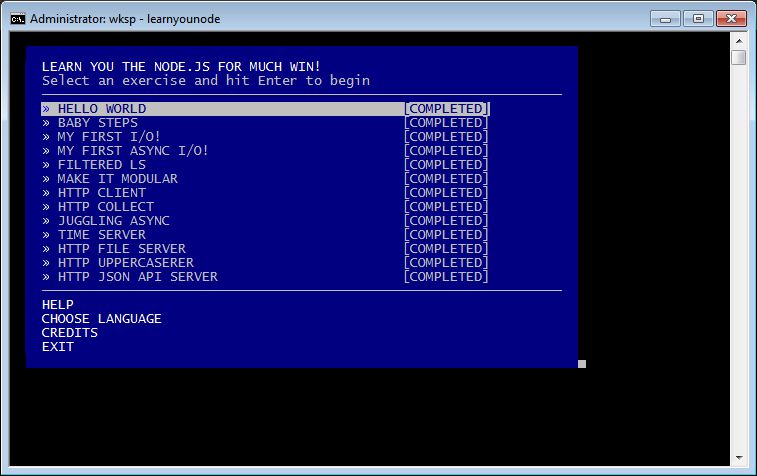 Administrator: wksp - learnyounode
LEARN YOU THE NODE.JS FOR MUCH WIN!
Select an exercise and hit Enter to begin
» HELLO WORLD [COMPLETED]
» BABY STEPS [COMPLETED]
» MY FIRST I/O! [COMPLETED]
» MY FIRST ASYNC I/O! [COMPLETED]
» FILTERED LS [COMPLETED]
» MAKE IT MODULAR [COMPLETED]
» HTTP CLIENT [COMPLETED]
» HTTP COLLECT [COMPLETED]
» JUGGLING ASYNC [COMPLETED]
» TIME SERVER [COMPLETED]
» HTTP FILE SERVER [COMPLETED]
» HTTP UPPERCASERER [COMPLETED]
» HTTP JSON API SERVER [COMPLETED]
HELP
CHOOSE LANGUAGE
CREDITS
EXIT